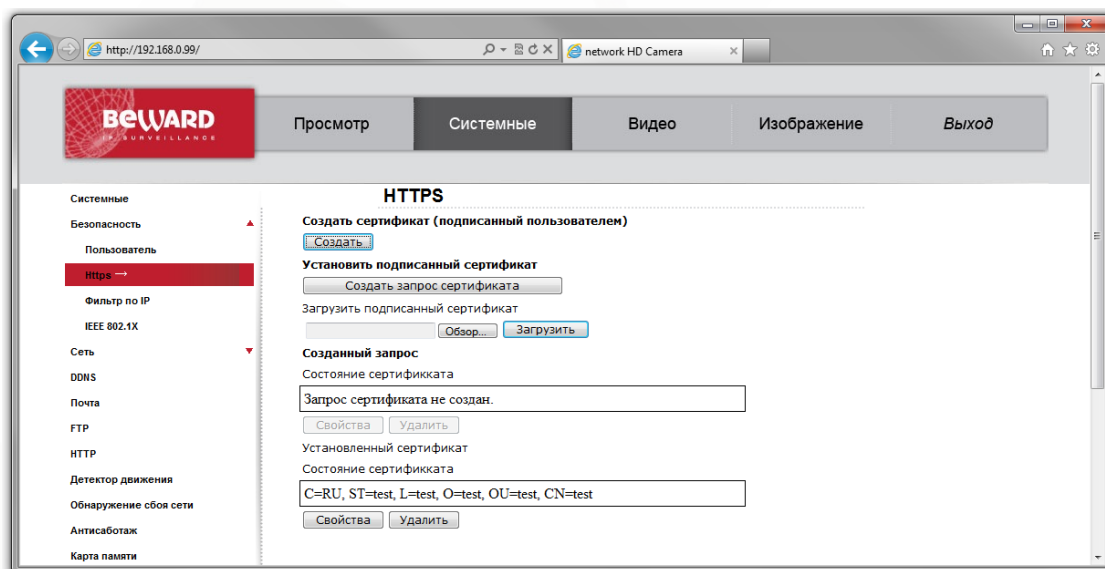 http://192.168.0.99/
network HD Camera
BEWARD
IP SURVEILLANCE
Просмотр
Системные
Видео
Изображение
Выход
Системные
Безопасность
Пользователь
Https →
Фильтр по IP
IEEE 802.1X
Сеть
DDNS
Почта
FTP
HTTP
Детектор движения
Обнаружение сбоя сети
Антисаботаж
Карта памяти
HTTPS
Создать сертификат (подписанный пользователем)
Создать
Установить подписанный сертификат
Создать запрос сертификата
Загрузить подписанный сертификат
Обзор... Загрузить
Созданный запрос
Состояние сертификката
Запрос сертификата не создан.
Свойства Удалить
Установленный сертификат
Состояние сертификката
C=RU, ST=test, L=test, O=test, OU=test, CN=test
Свойства Удалить